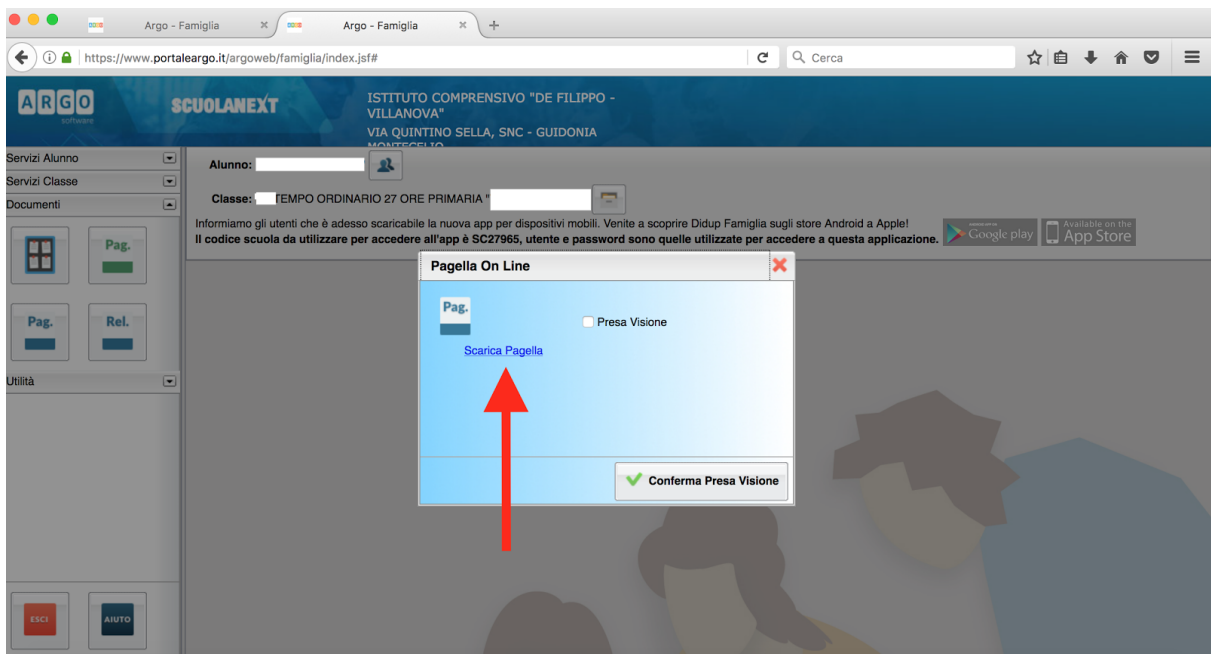 Argo - Famiglia
Argo - Famiglia
https://www.portaleargo.it/argoweb/famiglia/index.jsf#
Cerca
ARGO
software
SCUOLANEXT
ISTITUTO COMPRENSIVO "DE FILIPPO -
VILLANOVA"
VIA QUINTINO SELLA, SNC - GUIDONIA
MONTECELIO
Servizi Alunno
Servizi Classe
Documenti
Pag.
Pag.
Rel.
Utilità
ESCI
AIUTO
Alunno:
Classe: TEMPO ORDINARIO 27 ORE PRIMARIA "
Informiamo gli utenti che è adesso scaricabile la nuova app per dispositivi mobili. Venite a scoprire Didup Famiglia sugli store Android a Apple!
Il codice scuola da utilizzare per accedere all'app è SC27965, utente e password sono quelle utilizzate per accedere a questa applicazione.
Google play
Available on the
App Store
Pagella On Line
Pag.
Presa Visione
Scarica Pagella
Conferma Presa Visione